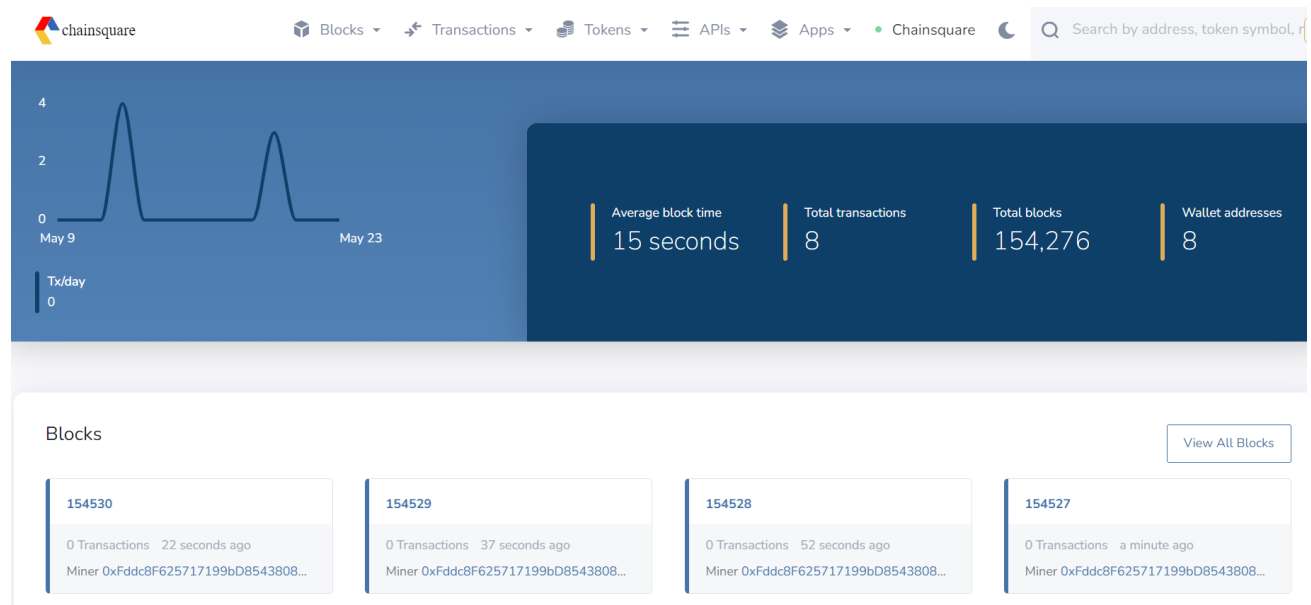 chainsquare
Blocks
Transactions
Tokens
APIs
Apps
Chainsquare
Search by address, token symbol,
4
2
0
May 9
May 23
Tx/day
0
Average block time
15 seconds
Total transactions
8
Total blocks
154,276
Wallet addresses
8
Blocks
View All Blocks
154530
0 Transactions 22 seconds ago
Miner 0xFddc8F625717199bD8543808...
154529
0 Transactions 37 seconds ago
Miner 0xFddc8F625717199bD8543808...
154528
0 Transactions 52 seconds ago
Miner 0xFddc8F625717199bD8543808...
154527
0 Transactions a minute ago
Miner 0xFddc8F625717199bD8543808...